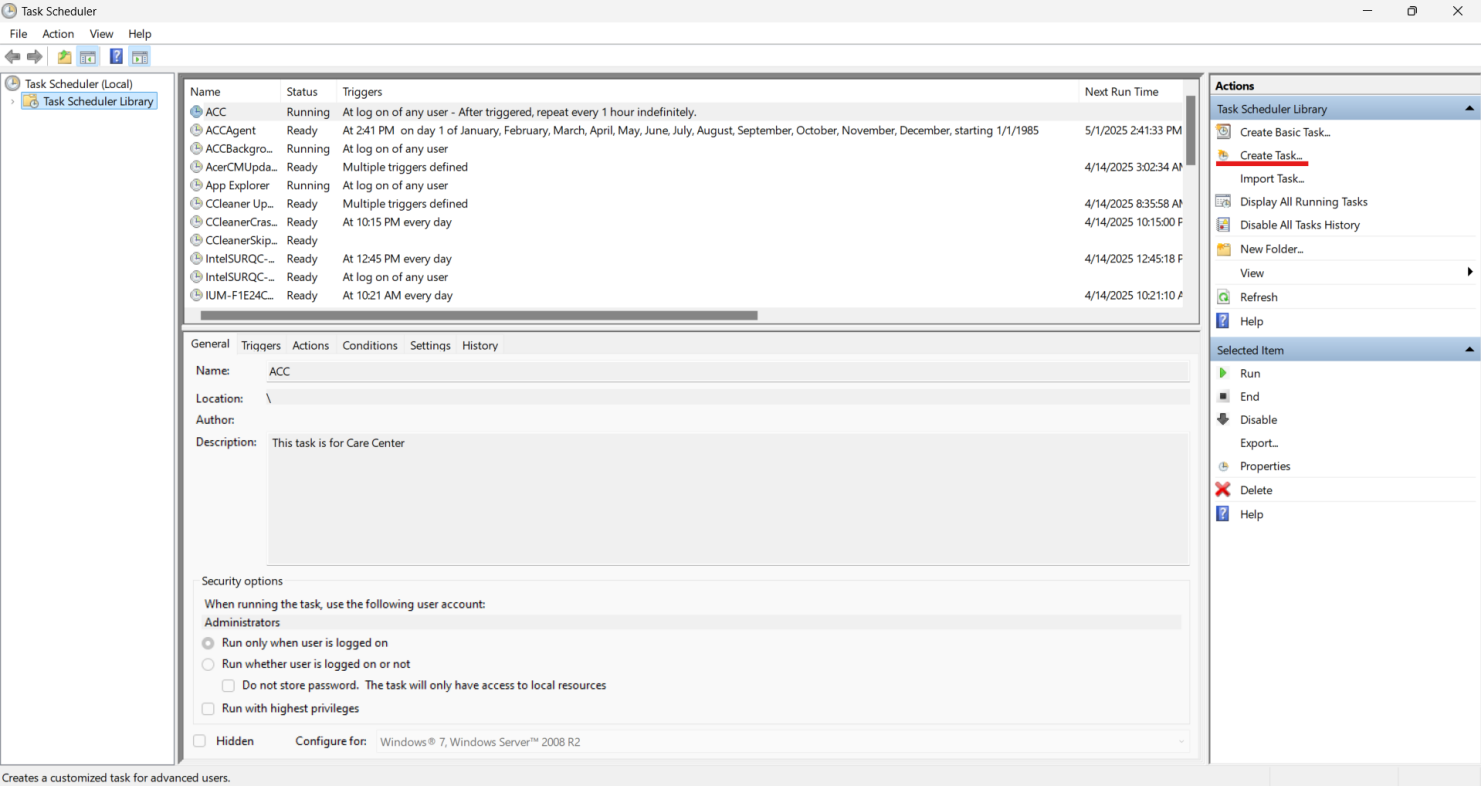 Task Scheduler
File Action View Help
Task Scheduler (Local)
Task Scheduler Library
Name Status Triggers Next Run Time
ACC Running At log on of any user - After triggered, repeat every 1 hour indefinitely.
ACCAgent Ready At 2:41 PM on day 1 of January, February, March, April, May, June, July, August, September, October, November, December, starting 1/1/1985 5/1/2025 2:41:33 PM
ACCBackgro... Running At log on of any user
AcerCMUpda... Ready Multiple triggers defined 4/14/2025 3:02:34 AM
App Explorer Running At log on of any user
CCleaner Up... Ready Multiple triggers defined 4/14/2025 8:35:58 AM
CCleanerCras... Ready At 10:15 PM every day 4/14/2025 10:15:00 P
CCleanerSkip... Ready
IntelSURQC-... Ready At 12:45 PM every day 4/14/2025 12:45:18 P
IntelSURQC-... Ready At log on of any user
IUM-F1E24C... Ready At 10:21 AM every day 4/14/2025 10:21:10 A
General Triggers Actions Conditions Settings History
Name: ACC
Location: \
Author:
Description: This task is for Care Center
Security options
When running the task, use the following user account:
Administrators
Run only when user is logged on
Run whether user is logged on or not
Do not store password. The task will only have access to local resources
Run with highest privileges
Hidden Configure for: Windows® 7, Windows Server™ 2008 R2
Actions
Task Scheduler Library
Create Basic Task...
Create Task...
Import Task...
Display All Running Tasks
Disable All Tasks History
New Folder...
View
Refresh
Help
Selected Item
Run
End
Disable
Export...
Properties
Delete
Help
Creates a customized task for advanced users.